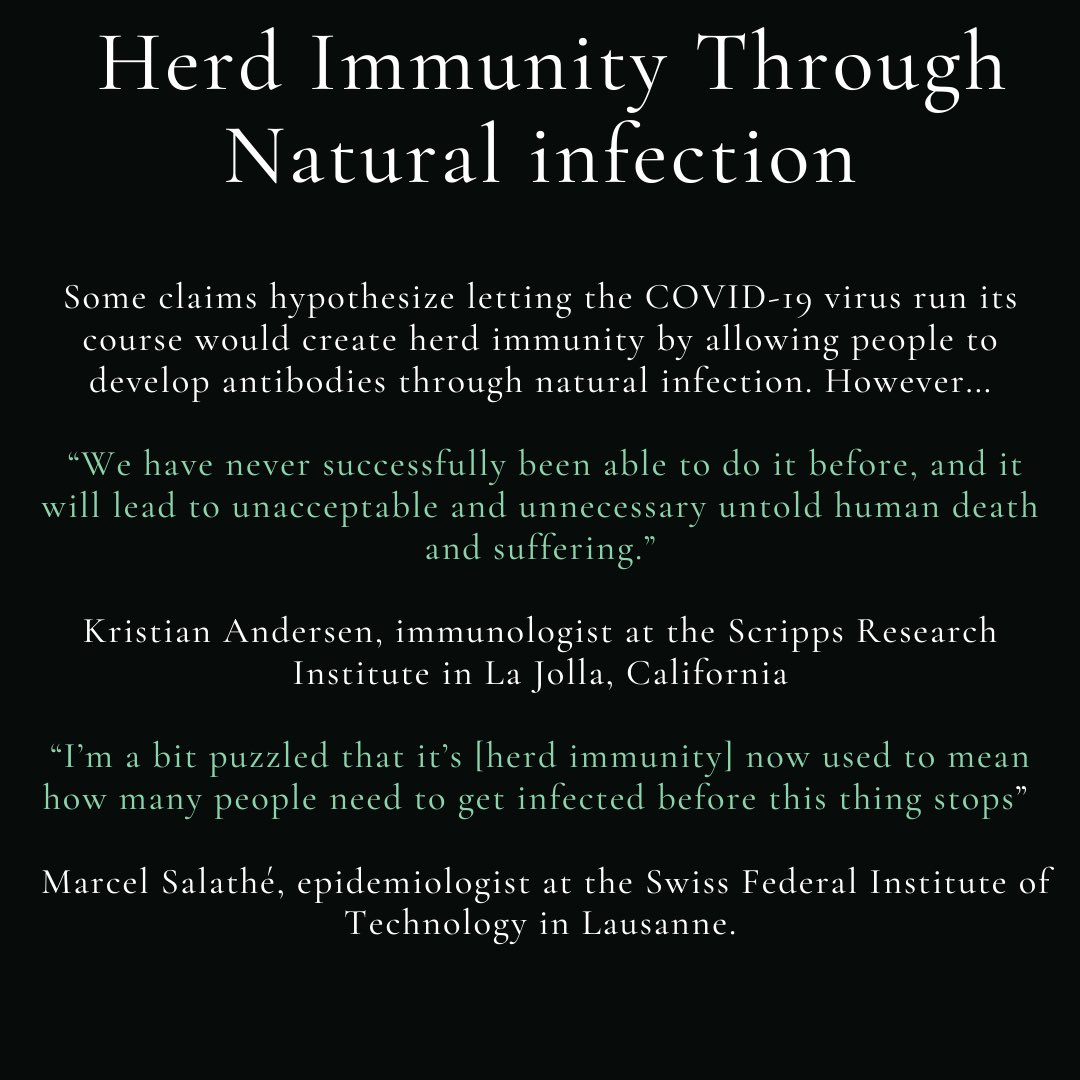 Herd Immunity Through
Natural infection
Some claims hypothesize letting the COVID-19 virus run its
course would create herd immunity by allowing people to
develop antibodies through natural infection. However...
“We have never successfully been able to do it before, and it
will lead to unacceptable and unnecessary untold human death
and suffering.”
Kristian Andersen, immunologist at the Scripps Research
Institute in La Jolla, California
“I’m a bit puzzled that it’s [herd immunity] now used to mean
how many people need to get infected before this thing stops”
Marcel Salathé, epidemiologist at the Swiss Federal Institute of
Technology in Lausanne.